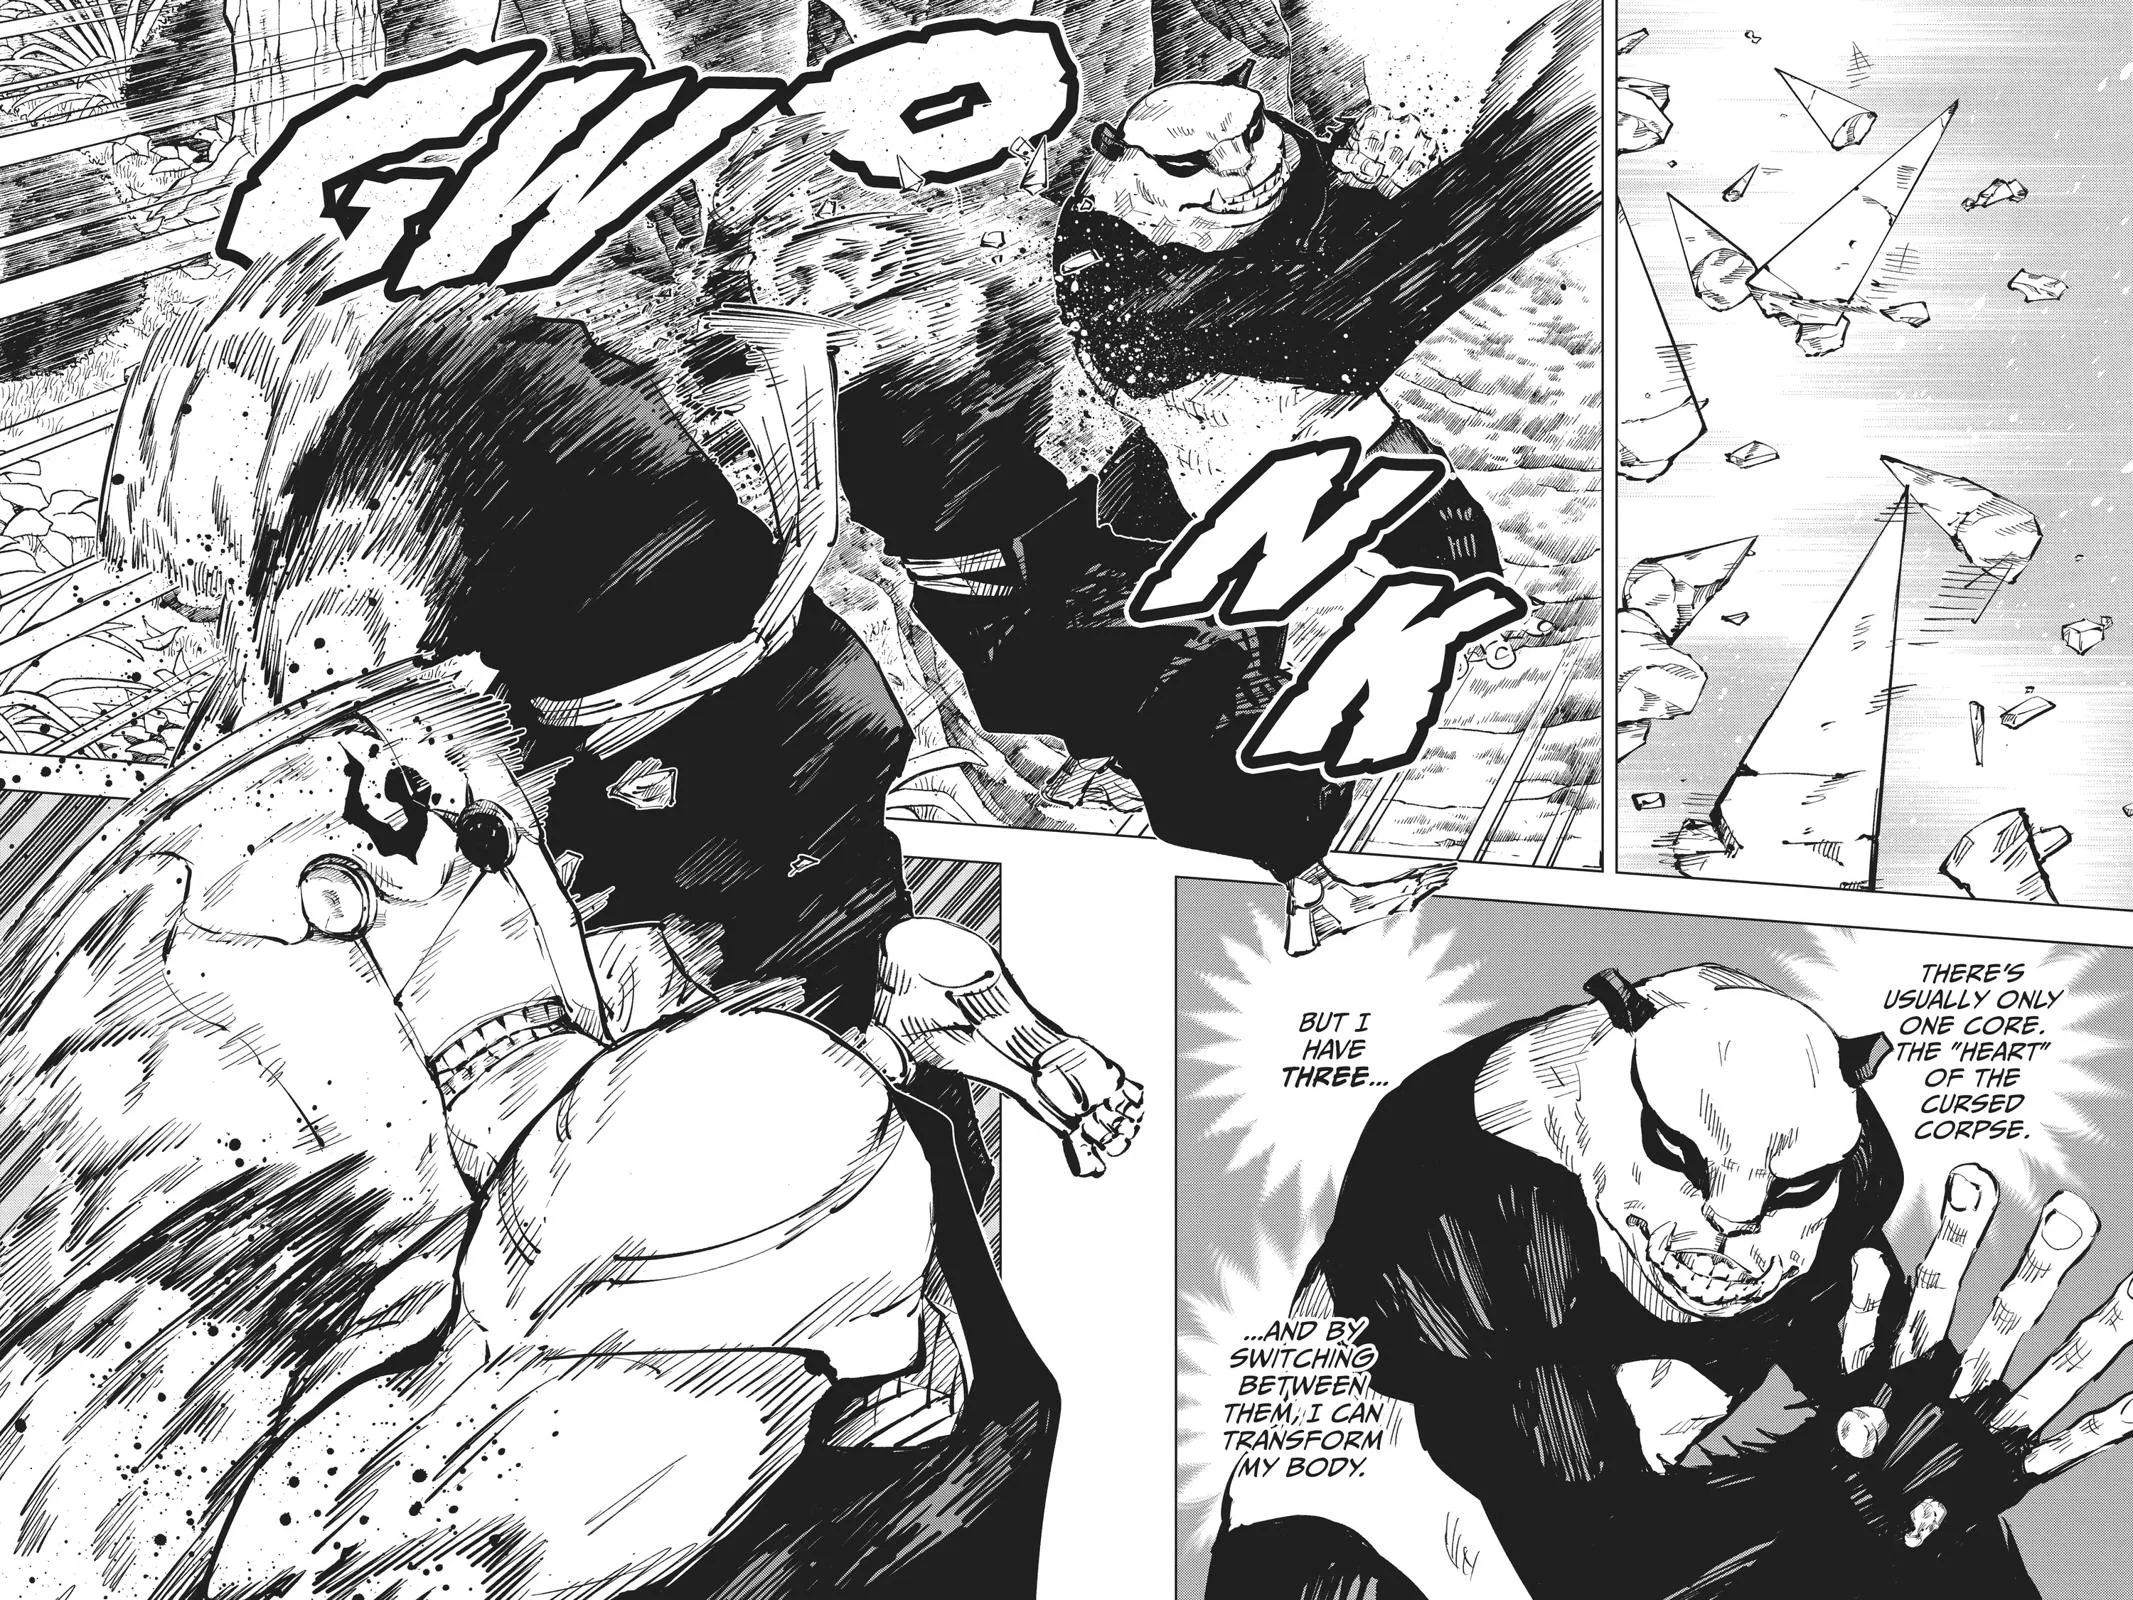 GWO
N
K
THERE'S
USUALLY ONLY
ONE CORE.
THE "HEART"
OF THE
CURSED
CORPSE.
BUT I
HAVE
THREE...
...AND BY
SWITCHING
BETWEEN
THEM, I CAN
TRANSFORM
MY BODY.